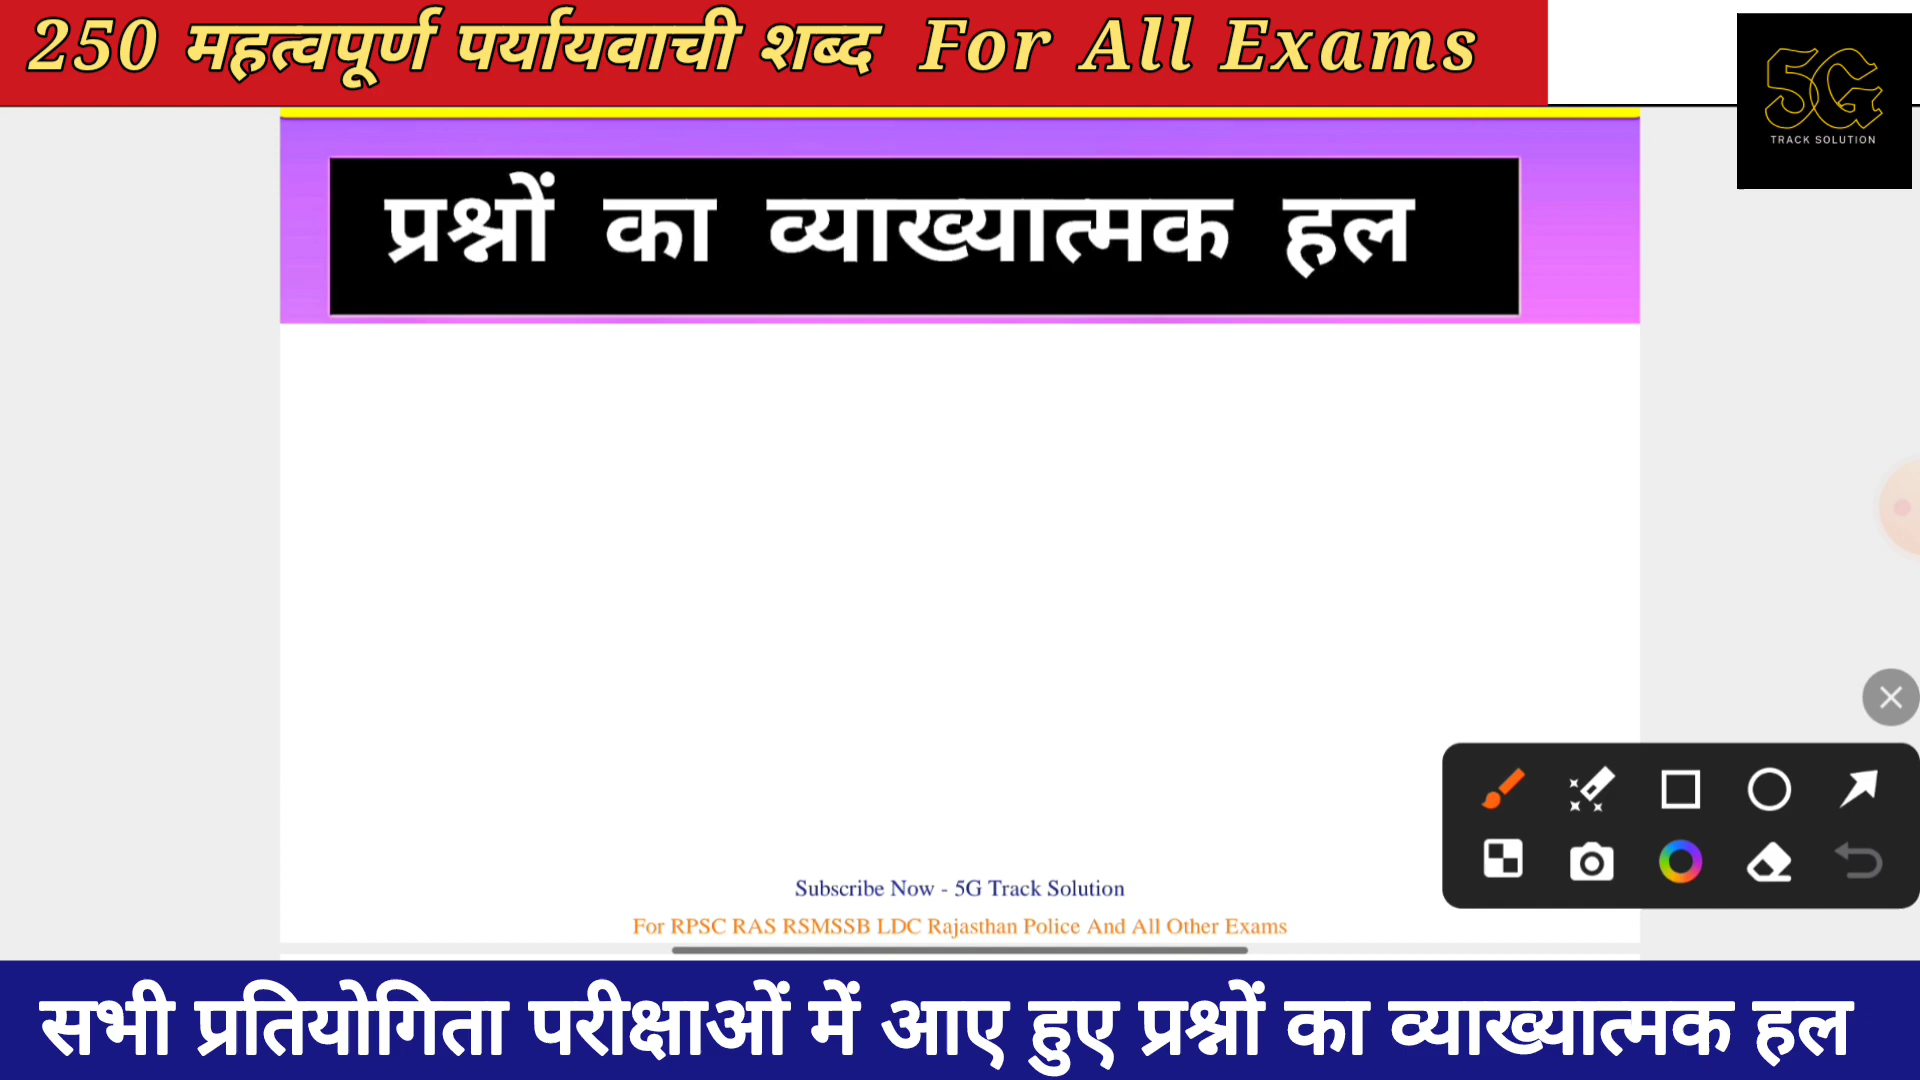 250 महत्वपूर्ण पर्यायवाची शब्द For All Exams
5G
TRACK SOLUTION
प्रश्नों का व्याख्यात्मक हल
Subscribe Now - 5G Track Solution
For RPSC RAS RSMSSB LDC Rajasthan Police And All Other Exams
सभी प्रतियोगिता परीक्षाओं में आए हुए प्रश्नों का व्याख्यात्मक हल